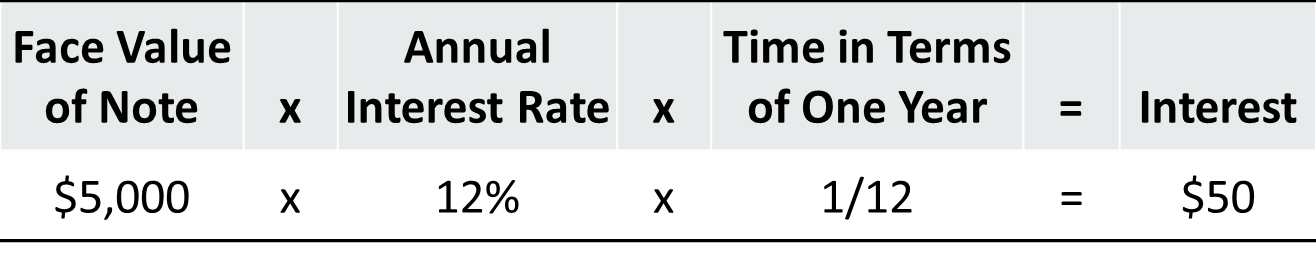 Face Value Annual Time in Terms
of Note x Interest Rate x of One Year = Interest
$5,000 x 12% x 1/12 = $50